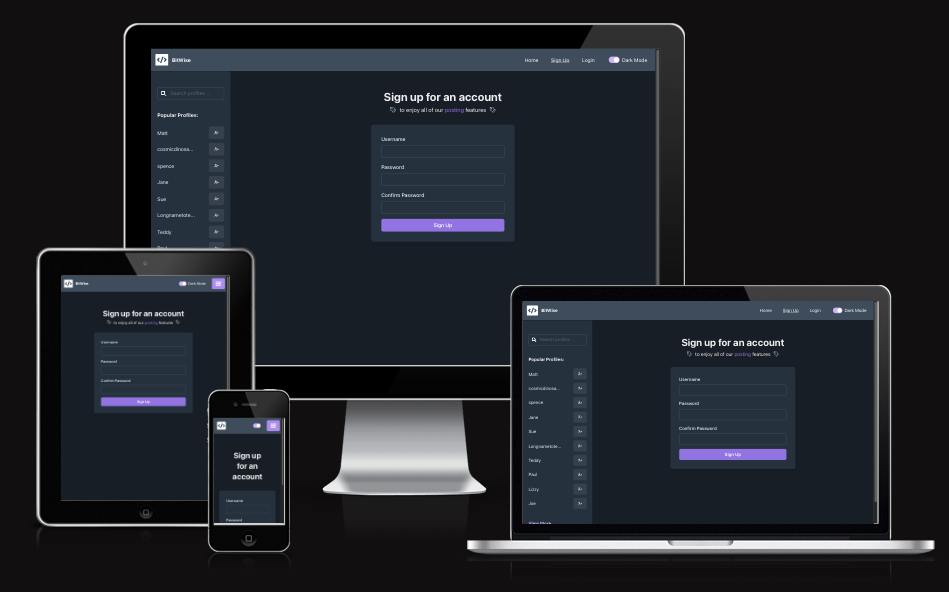 </> BitWise
Home Sign Up Login Dark Mode
Search profiles ...
Popular Profiles:
Matt
cosmicdinosa...
spence
Jane
Sue
Longnametote...
Teddy
Sign up for an account
to enjoy all of our posting features
Username
Password
Confirm Password
Sign Up
</> BitWise
Dark Mode
Sign up for an account
to enjoy all of our posting features
Username
Password
Confirm Password
Sign Up
</>
Sign up
for an
account
Username
Password
</> BitWise
Home Sign Up Login Dark Mode
Search profiles ...
Popular Profiles:
Matt
cosmicdinosa...
spence
Jane
Sue
Longnametote...
Teddy
Paul
Lizzy
Joe
Sign up for an account
to enjoy all of our posting features
Username
Password
Confirm Password
Sign Up